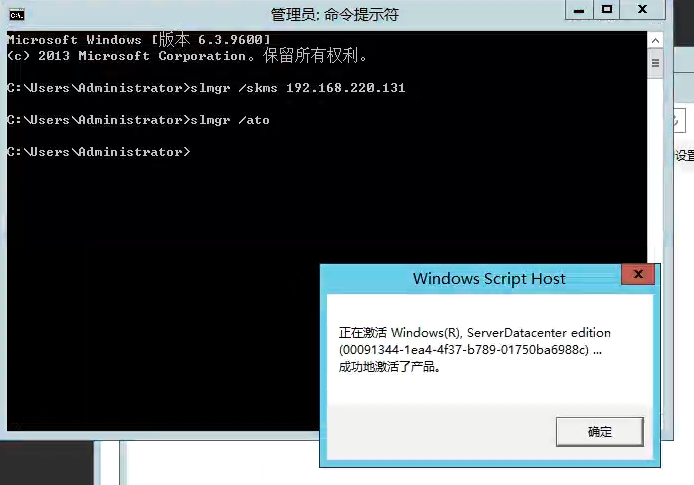 管理员: 命令提示符
Microsoft Windows [版本 6.3.9600]
(c) 2013 Microsoft Corporation。保留所有权利。
C:\Users\Administrator>slmgr /skms 192.168.220.131
C:\Users\Administrator>slmgr /ato
C:\Users\Administrator>
设置
Windows Script Host
正在激活 Windows(R), ServerDatacenter edition
(00091344-1ea4-4f37-b789-01750ba6988c) ...
成功地激活了产品。
确定